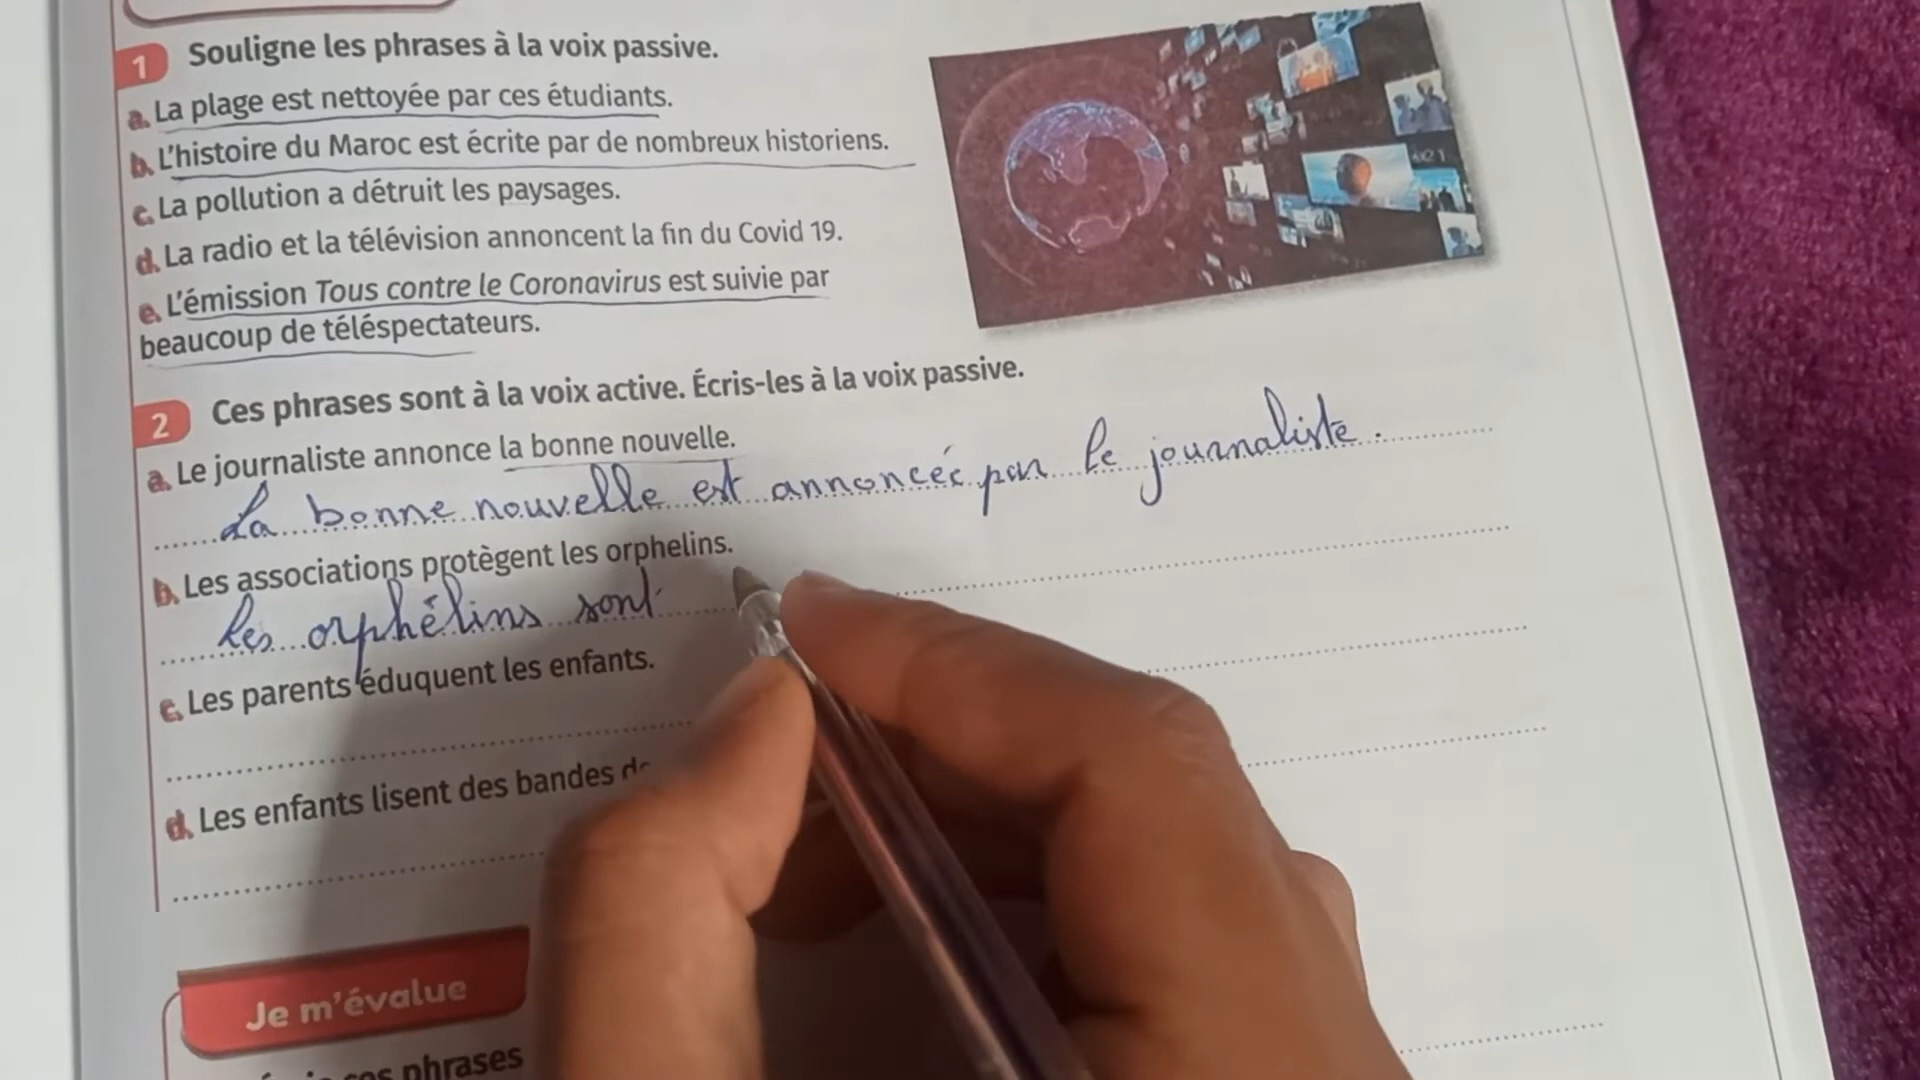 1 Souligne les phrases à la voix passive.
a. La plage est nettoyée par ces étudiants.
b. L'histoire du Maroc est écrite par de nombreux historiens.
c. La pollution a détruit les paysages.
d. La radio et la télévision annoncent la fin du Covid 19.
e. L'émission Tous contre le Coronavirus est suivie par
beaucoup de téléspectateurs.
2 Ces phrases sont à la voix active. Écris-les à la voix passive.
a. Le journaliste annonce la bonne nouvelle.
La bonne nouvelle est annoncée par le journaliste.
b. Les associations protègent les orphelins.
Les orphélins sont
c. Les parents éduquent les enfants.
d. Les enfants lisent des bandes
Je m'évalue
ces phrases